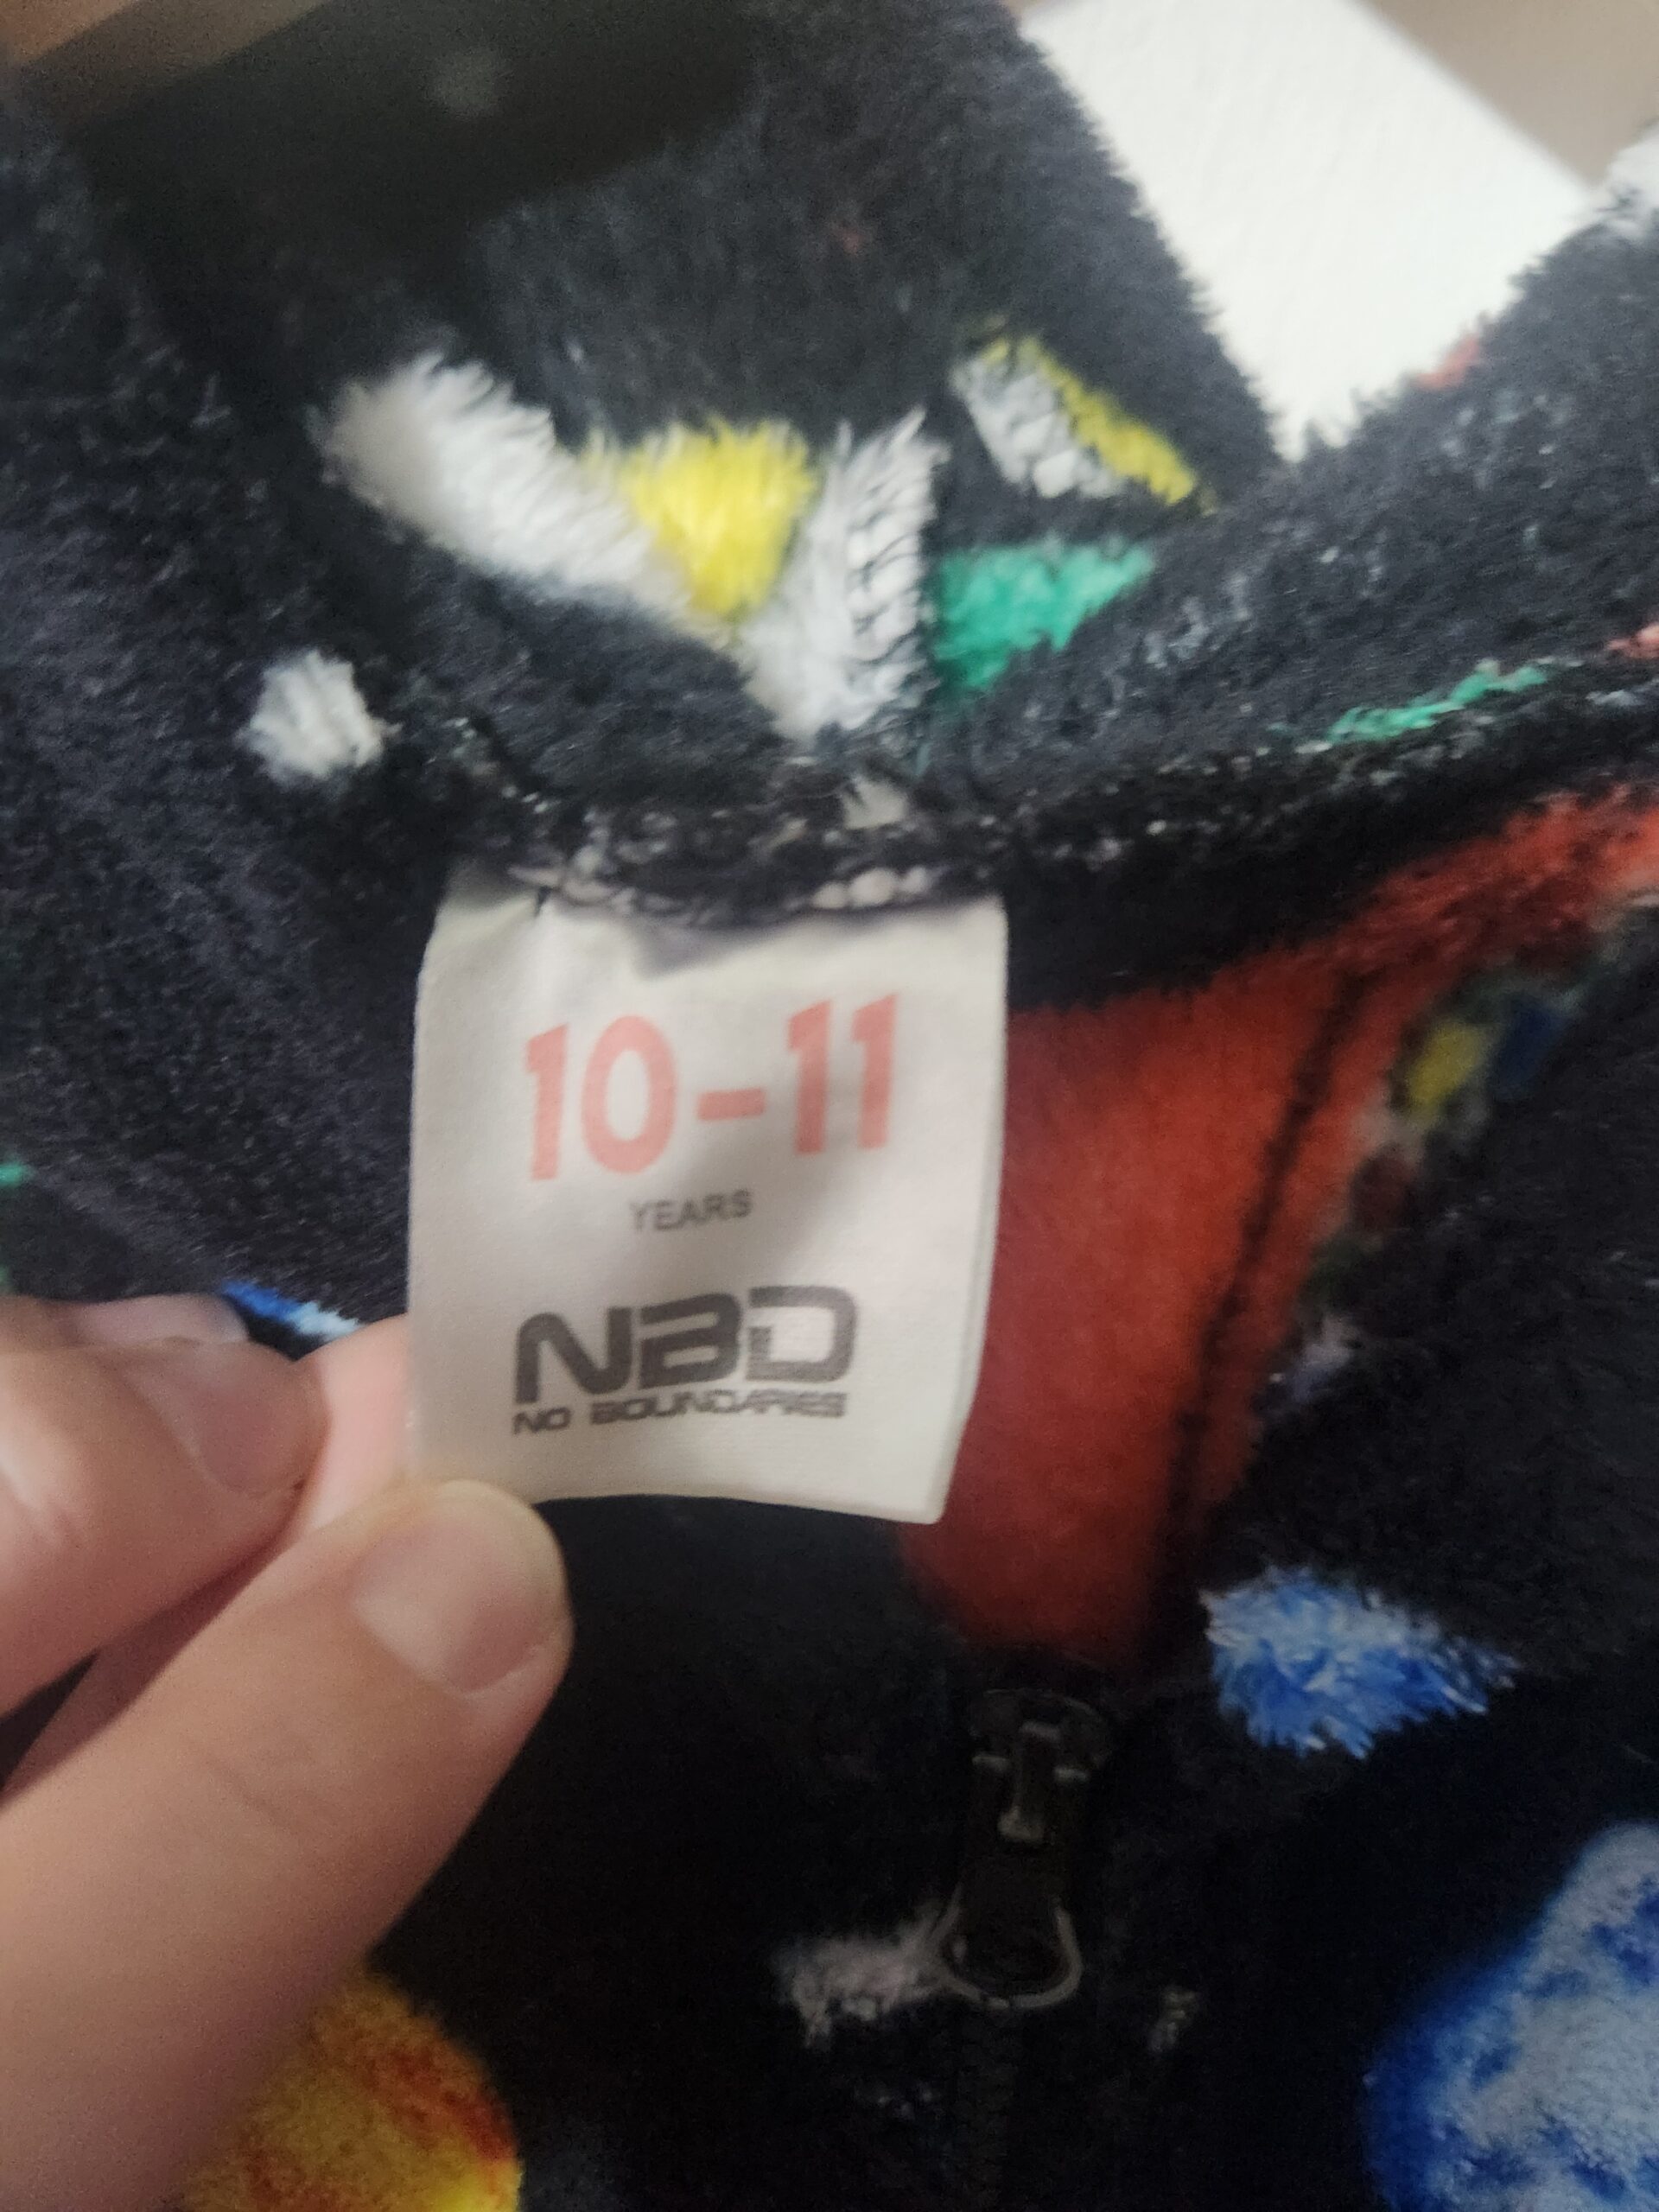 10-11
YEARS
NBD
NO BOUNDARIES